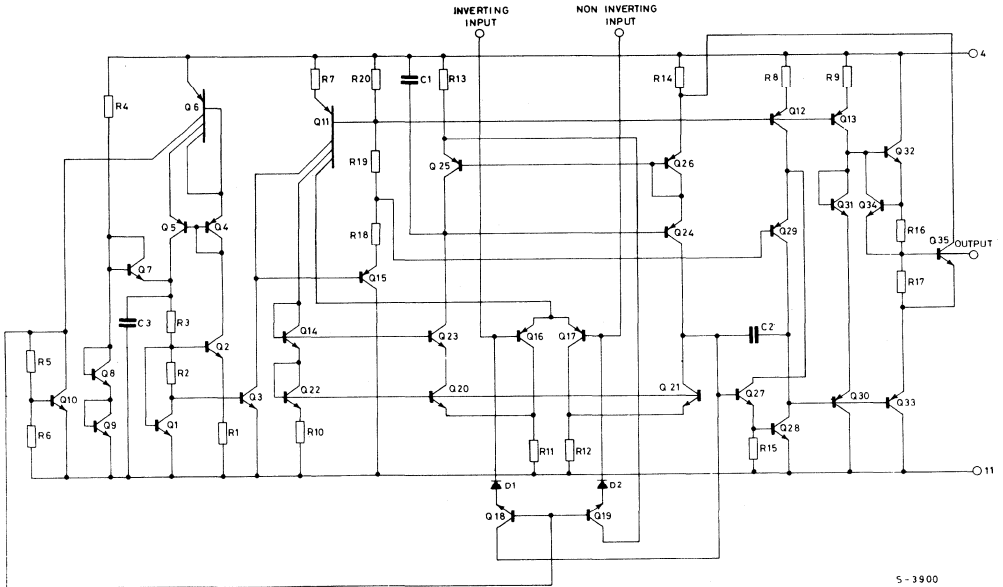 INVERTING
INPUT
NON INVERTING
INPUT
4
R4
Q6
R7
R20
C1
R13
R14
R8
R9
Q11
Q12
Q13
Q32
R19
Q25
Q26
Q5
Q4
Q31
Q34
R18
Q24
Q29
R16
Q35
OUTPUT
Q7
Q15
R17
C3
R3
Q14
Q23
Q16
Q17
C2
R5
Q8
Q2
R2
Q10
Q3
Q22
Q20
Q21
Q27
Q30
Q33
R6
Q9
Q1
R1
R10
R11
R12
R15
Q28
11
D1
D2
Q18
Q19
S-3900